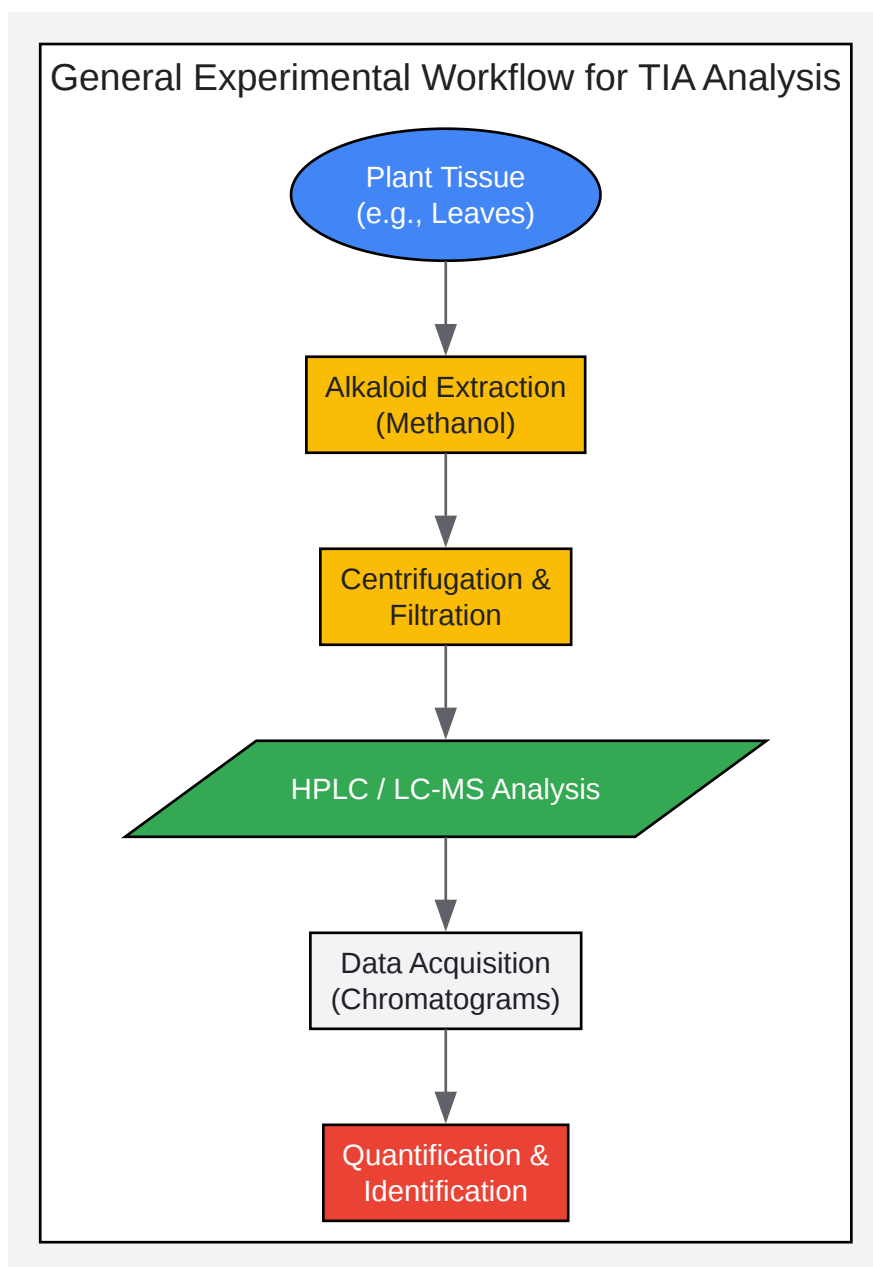 General Experimental Workflow for TIA Analysis
Plant Tissue
(e.g., Leaves)
Alkaloid Extraction
(Methanol)
Centrifugation &
Filtration
HPLC / LC-MS Analysis
Data Acquisition
(Chromatograms)
Quantification &
Identification